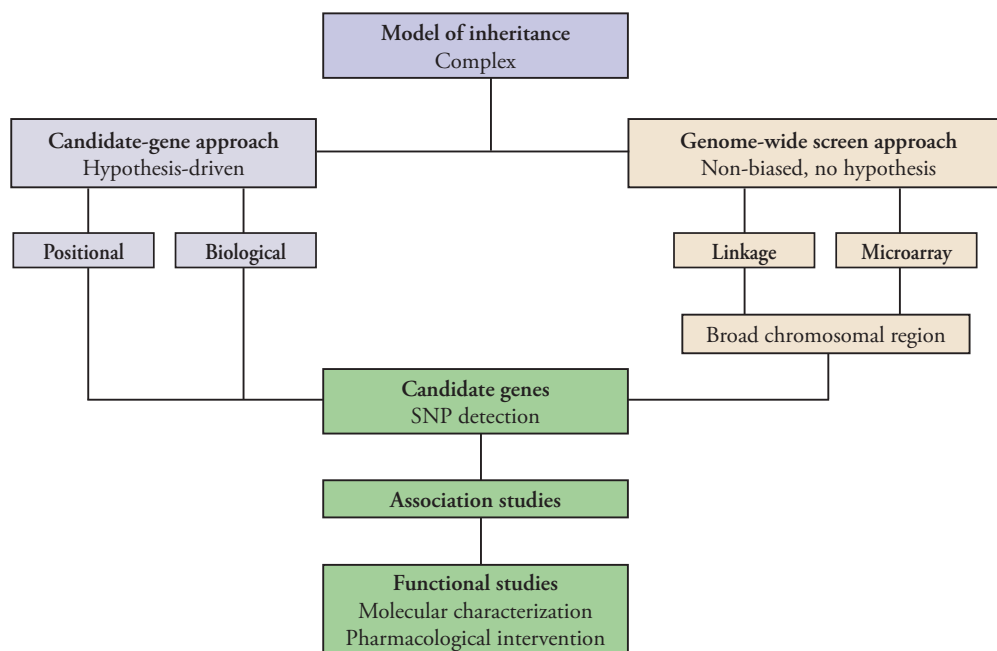 Model of inheritance
Complex
Candidate-gene approach
Hypothesis-driven
Genome-wide screen approach
Non-biased, no hypothesis
Positional
Biological
Linkage
Microarray
Broad chromosomal region
Candidate genes
SNP detection
Association studies
Functional studies
Molecular characterization
Pharmacological intervention